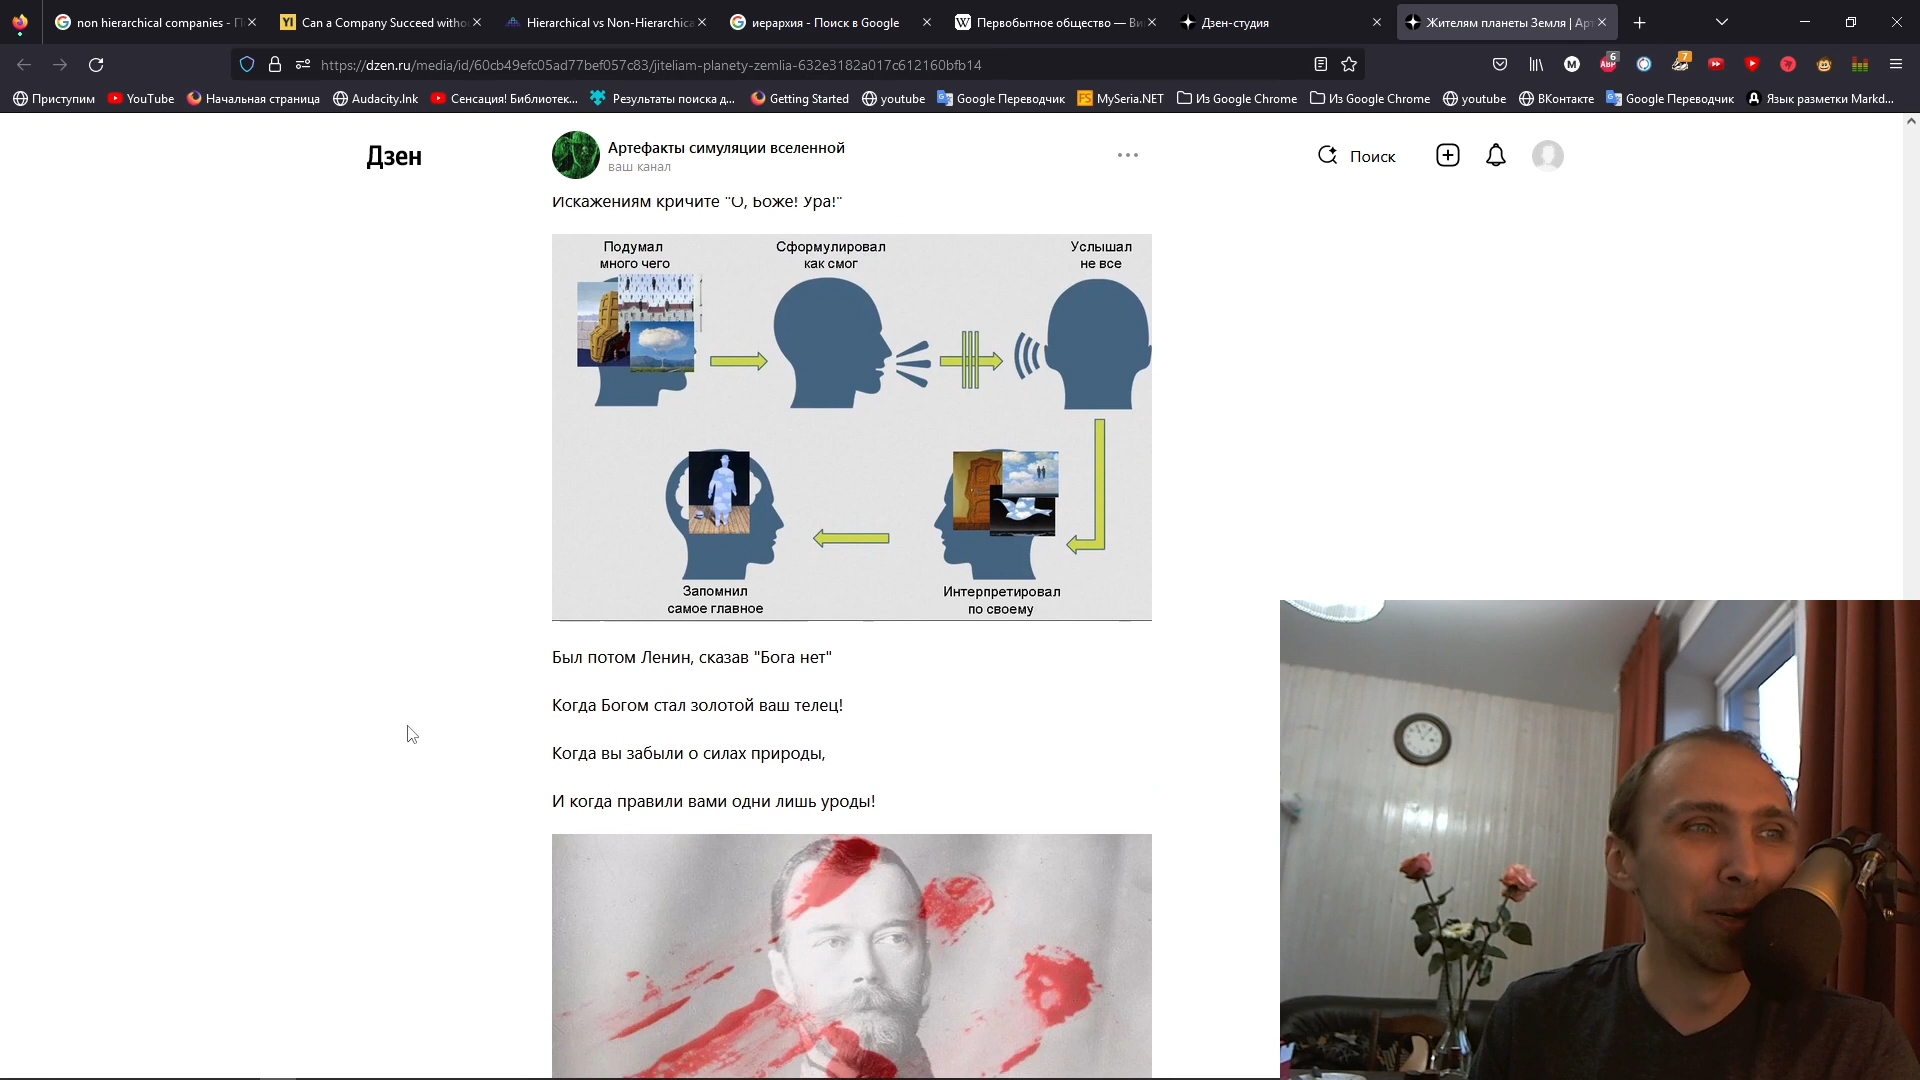 non hierarchical companies - П
Can a Company Succeed witho
Hierarchical vs Non-Hierarchica
иерархия - Поиск в Google
Первобытное общество — Ви
Дзен-студия
Жителям планеты Земля | Арт
https://dzen.ru/media/id/60cb49efc05ad77bef057c83/jiteliam-planety-zemlia-632e3182a017c612160bfb14
6
7
ABP
Приступим
YouTube
Начальная страница
Audacity.lnk
Сенсация! Библиотек...
Результаты поиска д...
Getting Started
youtube
Google Переводчик
MySeria.NET
Из Google Chrome
Из Google Chrome
youtube
ВКонтакте
Google Переводчик
Язык разметки Markd...
Дзен
Артефакты симуляции вселенной
ваш канал
Поиск
Искажениям кричите "О, Боже! Ура!"
Подумал
много чего
Сформулировал
как смог
Услышал
не все
Запомнил
самое главное
Интерпретировал
по своему
Был потом Ленин, сказав "Бога нет"
Когда Богом стал золотой ваш телец!
Когда вы забыли о силах природы,
И когда правили вами одни лишь уроды!